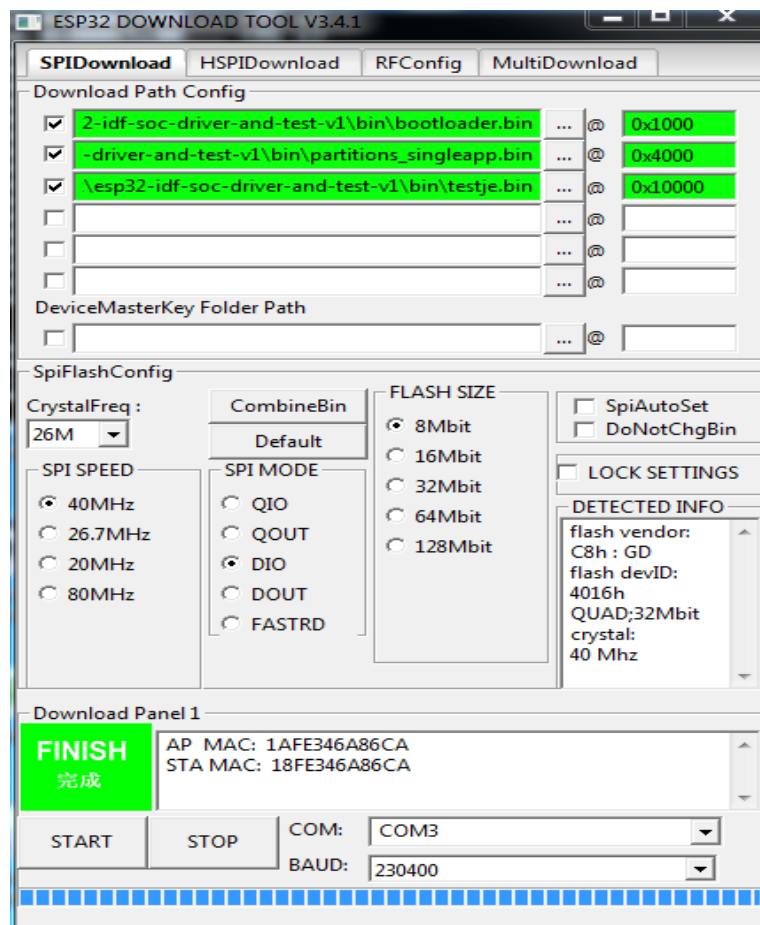 ESP32 DOWNLOAD TOOL V3.4.1
SPIDownload HSPIDownload RFConfig MultiDownload
Download Path Config
2-idf-soc-driver-and-test-v1\bin\bootloader.bin ... @ 0x1000
-driver-and-test-v1\bin\partitions_singleapp.bin ... @ 0x4000
\esp32-idf-soc-driver-and-test-v1\bin\testje.bin ... @ 0x10000
... @
... @
... @
DeviceMasterKey Folder Path
... @
SpiFlashConfig
CrystalFreq :
26M
CombineBin
Default
SPI SPEED
40MHz
26.7MHz
20MHz
80MHz
SPI MODE
QIO
QOUT
DIO
DOUT
FASTRD
FLASH SIZE
8Mbit
16Mbit
32Mbit
64Mbit
128Mbit
SpiAutoSet
DoNotChgBin
LOCK SETTINGS
DETECTED INFO
flash vendor:
C8h : GD
flash devID:
4016h
QUAD;32Mbit
crystal:
40 Mhz
Download Panel 1
FINISH
完成
AP MAC: 1AFE346A86CA
STA MAC: 18FE346A86CA
START STOP
COM: COM3
BAUD: 230400